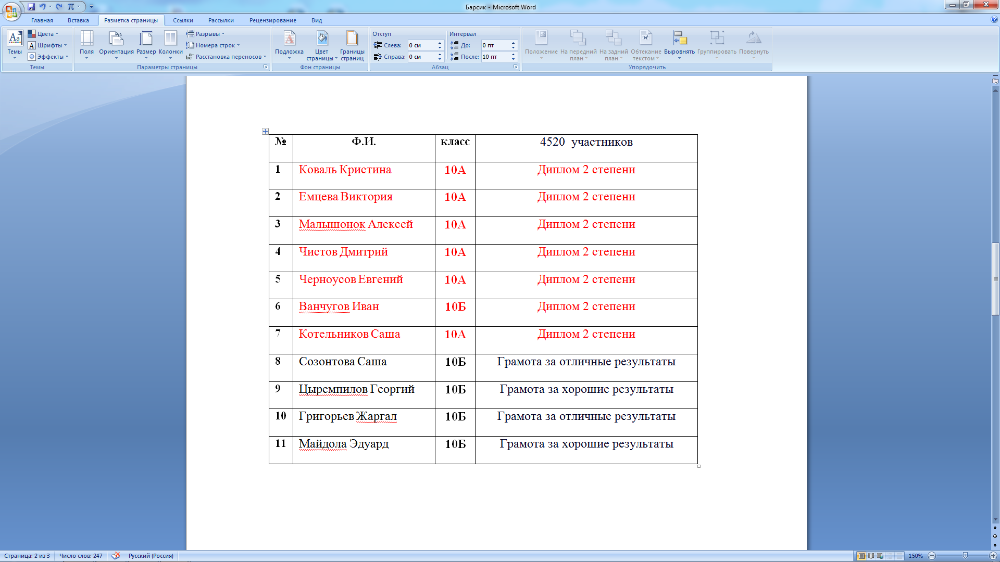 Барсик - Microsoft Word
Главная Вставка Разметка страницы Ссылки Рассылки Рецензирование Вид
Темы Цвета Шрифты Эффекты
Темы
Поля Ориентация Размер Колонки Разрывы Номера строк Расстановка переносов
Параметры страницы
Подложка Цвет страницы Границы страниц
Фон страницы
Отступ Интервал
Слева: 0 см До: 0 пт
Справа: 0 см После: 10 пт
Абзац
Положение На передний план На задний план Обтекание текстом Выровнять Группировать Повернуть
Упорядочить
№ Ф.И. класс 4520 участников
1 Коваль Кристина 10А Диплом 2 степени
2 Емцева Виктория 10А Диплом 2 степени
3 Малышонок Алексей 10А Диплом 2 степени
4 Чистов Дмитрий 10А Диплом 2 степени
5 Черноусов Евгений 10А Диплом 2 степени
6 Ванчугов Иван 10Б Диплом 2 степени
7 Котельников Саша 10А Диплом 2 степени
8 Созонтова Саша 10Б Грамота за отличные результаты
9 Цыремпилов Георгий 10Б Грамота за хорошие результаты
10 Григорьев Жаргал 10Б Грамота за отличные результаты
11 Майдола Эдуард 10Б Грамота за хорошие результаты
Страница: 2 из 3 Число слов: 247 Русский (Россия) 150%